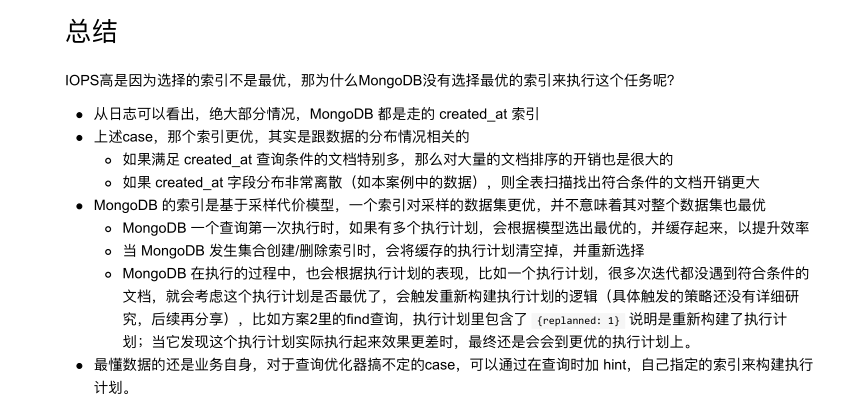 总结
IOPS高是因为选择的索引不是最优，那为什么MongoDB没有选择最优的索引来执行这个任务呢?
● 从日志可以看出，绝大部分情况，MongoDB 都是走的 created_at 索引
● 上述case，那个索引更优，其实是跟数据的分布情况相关的
○ 如果满足 created_at 查询条件的文档特别多，那么对大量的文档排序的开销也是很大的
○ 如果 created_at 字段分布非常离散（如本案例中的数据），则全表扫描找出符合条件的文档开销更大
● MongoDB 的索引是基于采样代价模型，一个索引对采样的数据集更优，并不意味着其对整个数据集也最优
○ MongoDB 一个查询第一次执行时，如果有多个执行计划，会根据模型选出最优的，并缓存起来，以提升效率
○ 当 MongoDB 发生集合创建/删除索引时，会将缓存的执行计划清空掉，并重新选择
○ MongoDB 在执行的过程中，也会根据执行计划的表现，比如一个执行计划，很多次迭代都没遇到符合条件的
文档，就会考虑这个执行计划是否最优了，会触发重新构建执行计划的逻辑（具体触发的策略还没有详细研
究，后续再分享），比如方案2里的find查询，执行计划里包含了 {replanned: 1} 说明是重新构建了执行计
划；当它发现这个执行计划实际执行起来效果更差时，最终还是会会到更优的执行计划上。
● 最懂数据的还是业务自身，对于查询优化器搞不定的case，可以通过在查询时加 hint，自己指定的索引来构建执行
计划。